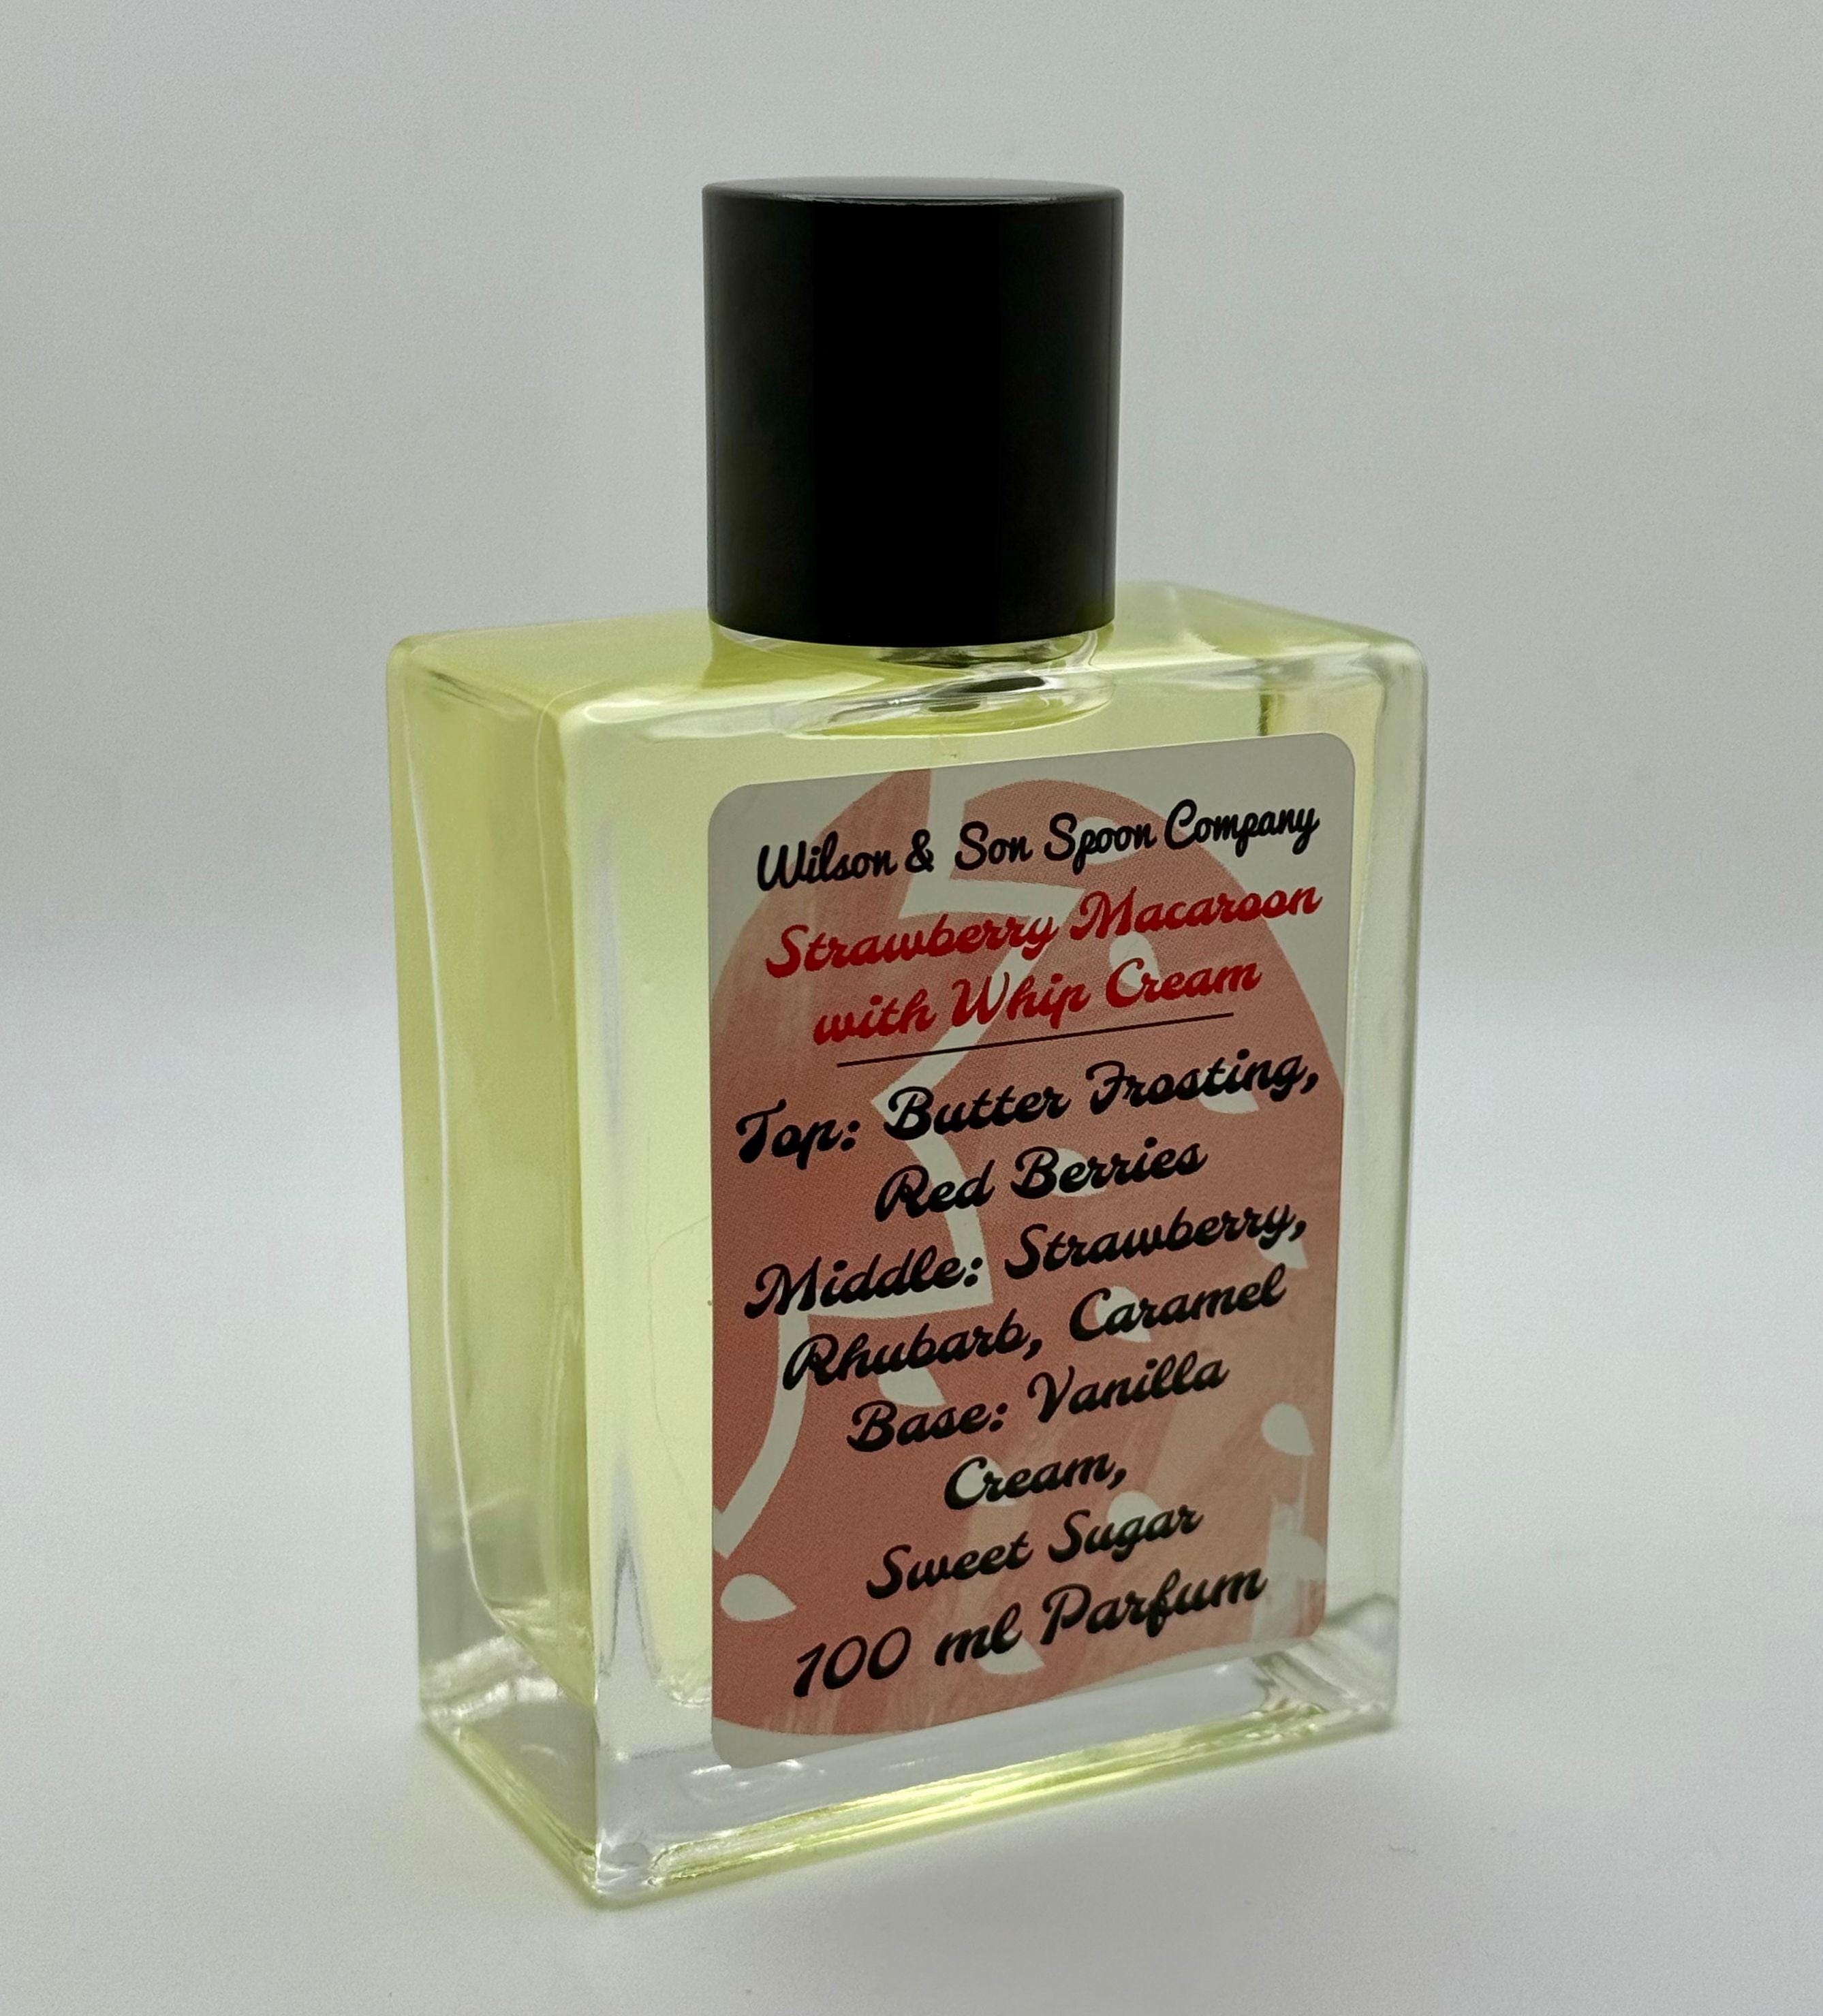 Wilson & Son Spoon Company
Strawberry Macaroon
with Whip Cream
Top: Butter Frosting,
Red Berries
Middle: Strawberry,
Rhubarb, Caramel
Base: Vanilla
Cream,
Sweet Sugar
100 ml Parfum